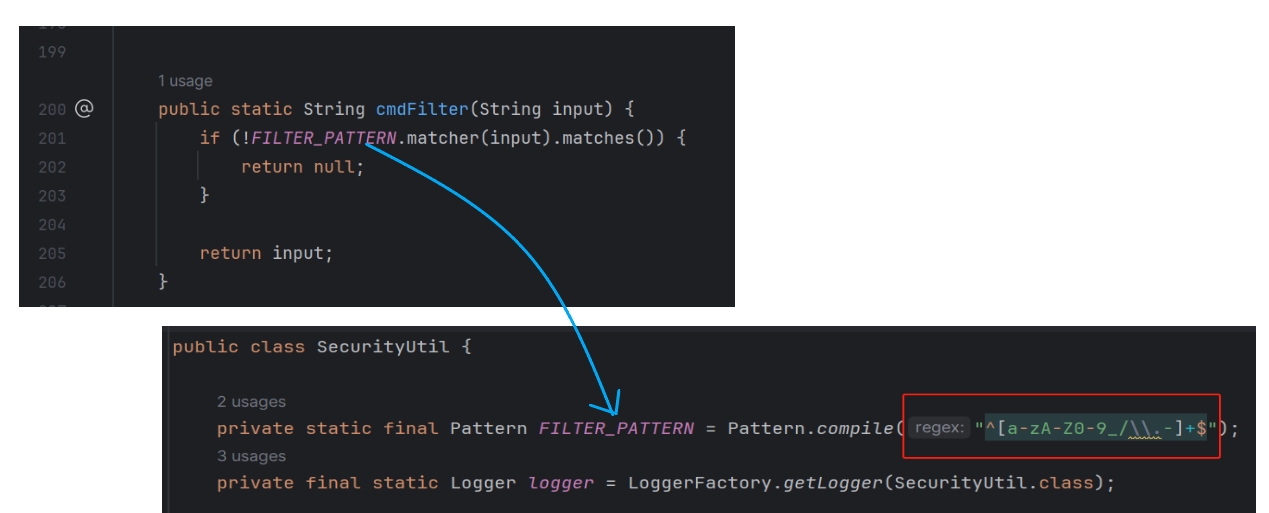 199
1 usage
200 @ public static String cmdFilter(String input) {
201 if (!FILTER_PATTERN.matcher(input).matches()) {
202 return null;
203 }
204
205 return input;
206 }
public class SecurityUtil {
2 usages
private static final Pattern FILTER_PATTERN = Pattern.compile( regex: "^[a-zA-Z0-9_/\\.-]+$");
3 usages
private final static Logger logger = LoggerFactory.getLogger(SecurityUtil.class);